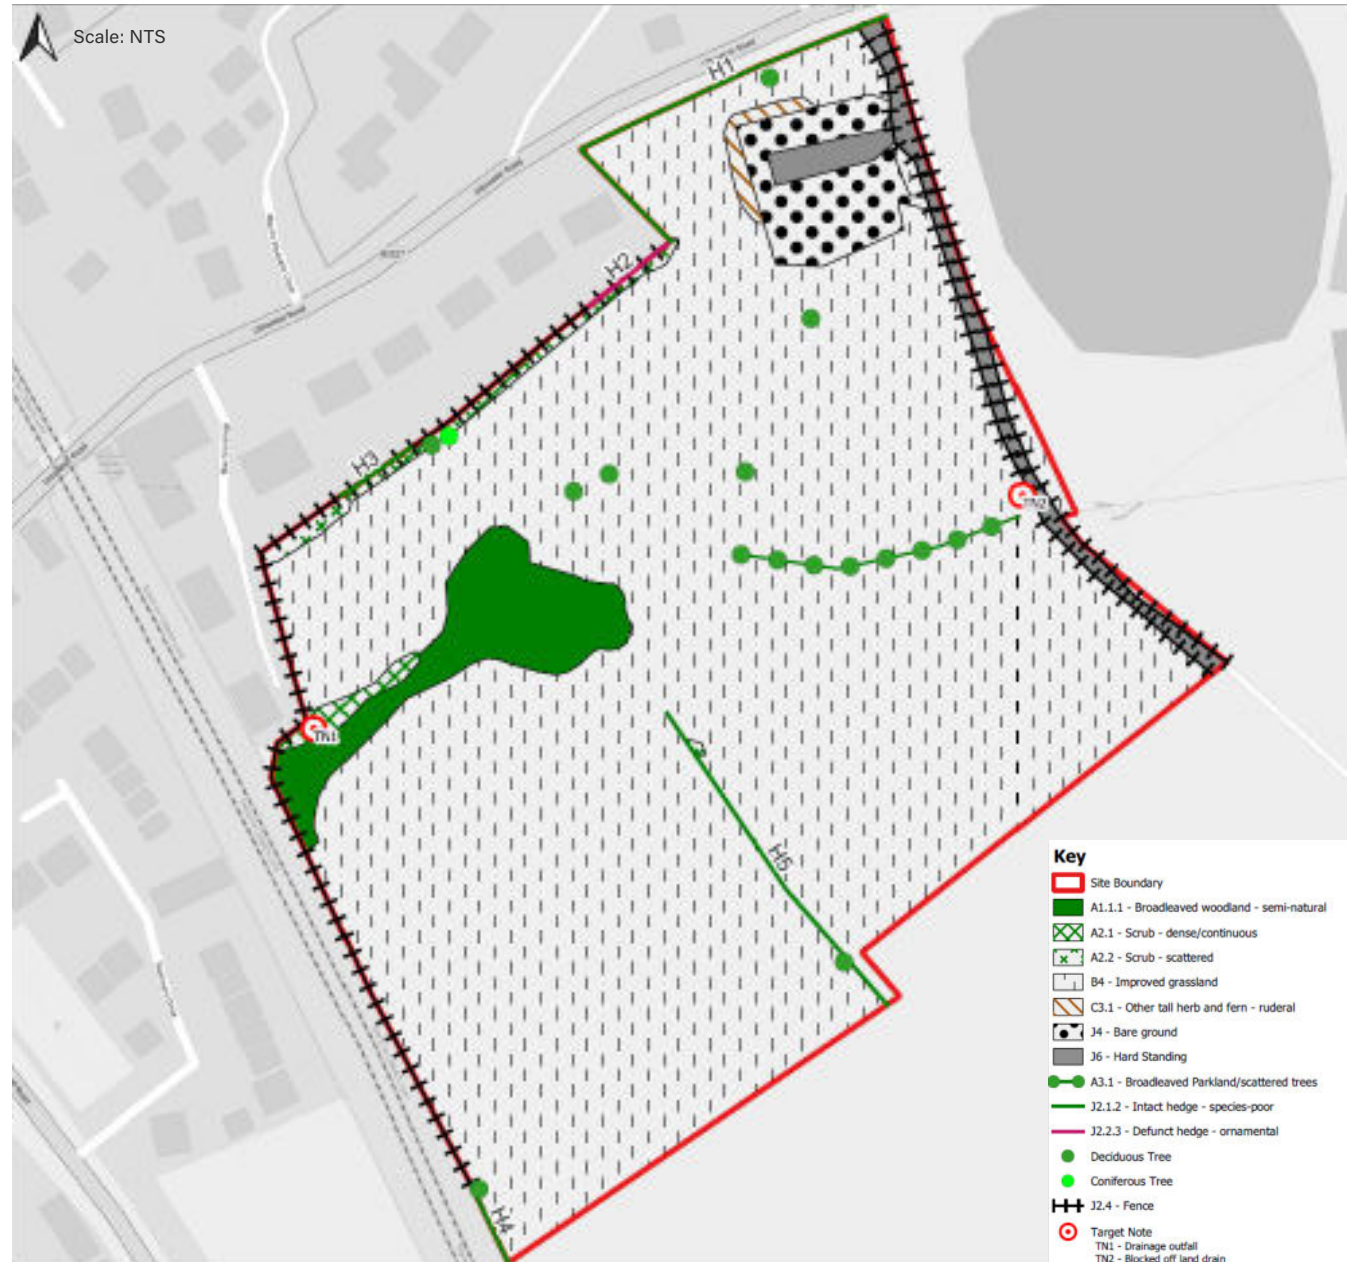 Scale: NTS
H1
H2
H3
TN2
TN1
H5
H4
Key
Site Boundary
A1.1.1 - Broadleaved woodland - semi-natural
A2.1 - Scrub - dense/continuous
A2.2 - Scrub - scattered
B4 - Improved grassland
C3.1 - Other tall herb and fern - ruderal
J4 - Bare ground
J6 - Hard Standing
A3.1 - Broadleaved Parkland/scattered trees
J2.1.2 - Intact hedge - species-poor
J2.2.3 - Defunct hedge - ornamental
Deciduous Tree
Coniferous Tree
J2.4 - Fence
Target Note
TN1 - Drainage outfall
TN2 - Blocked off land drain